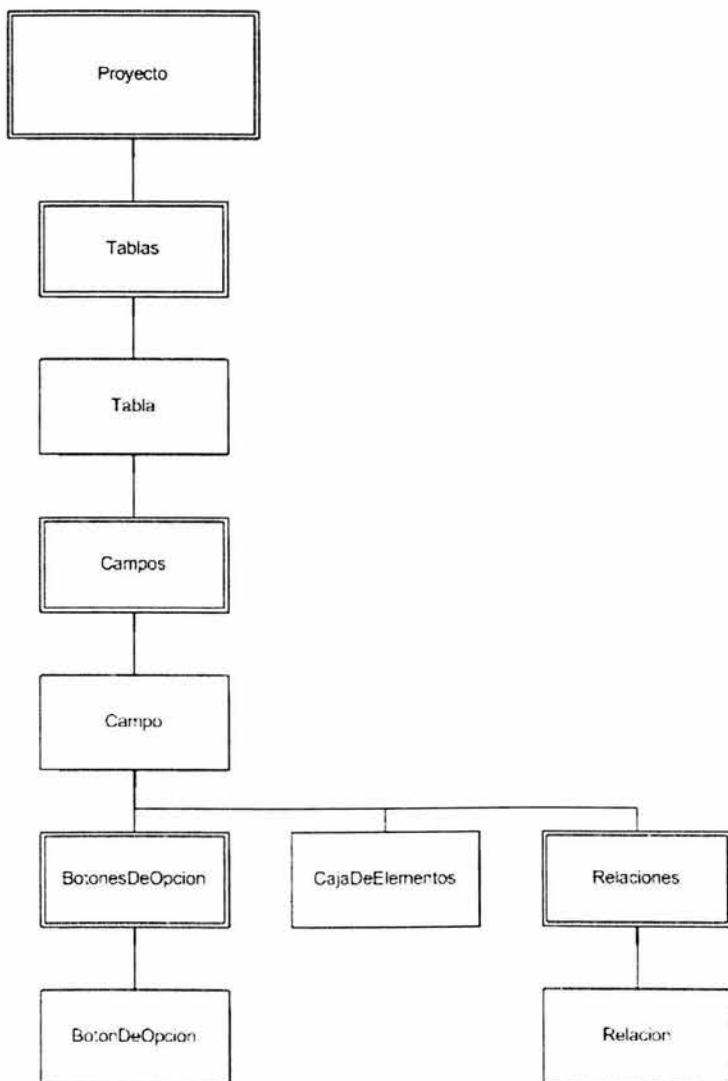 Proyecto
Tablas
Tabla
Campos
Campo
BotonesDeOpcion
CajaDeElementos
Relaciones
BotonDeOpcion
Relacion